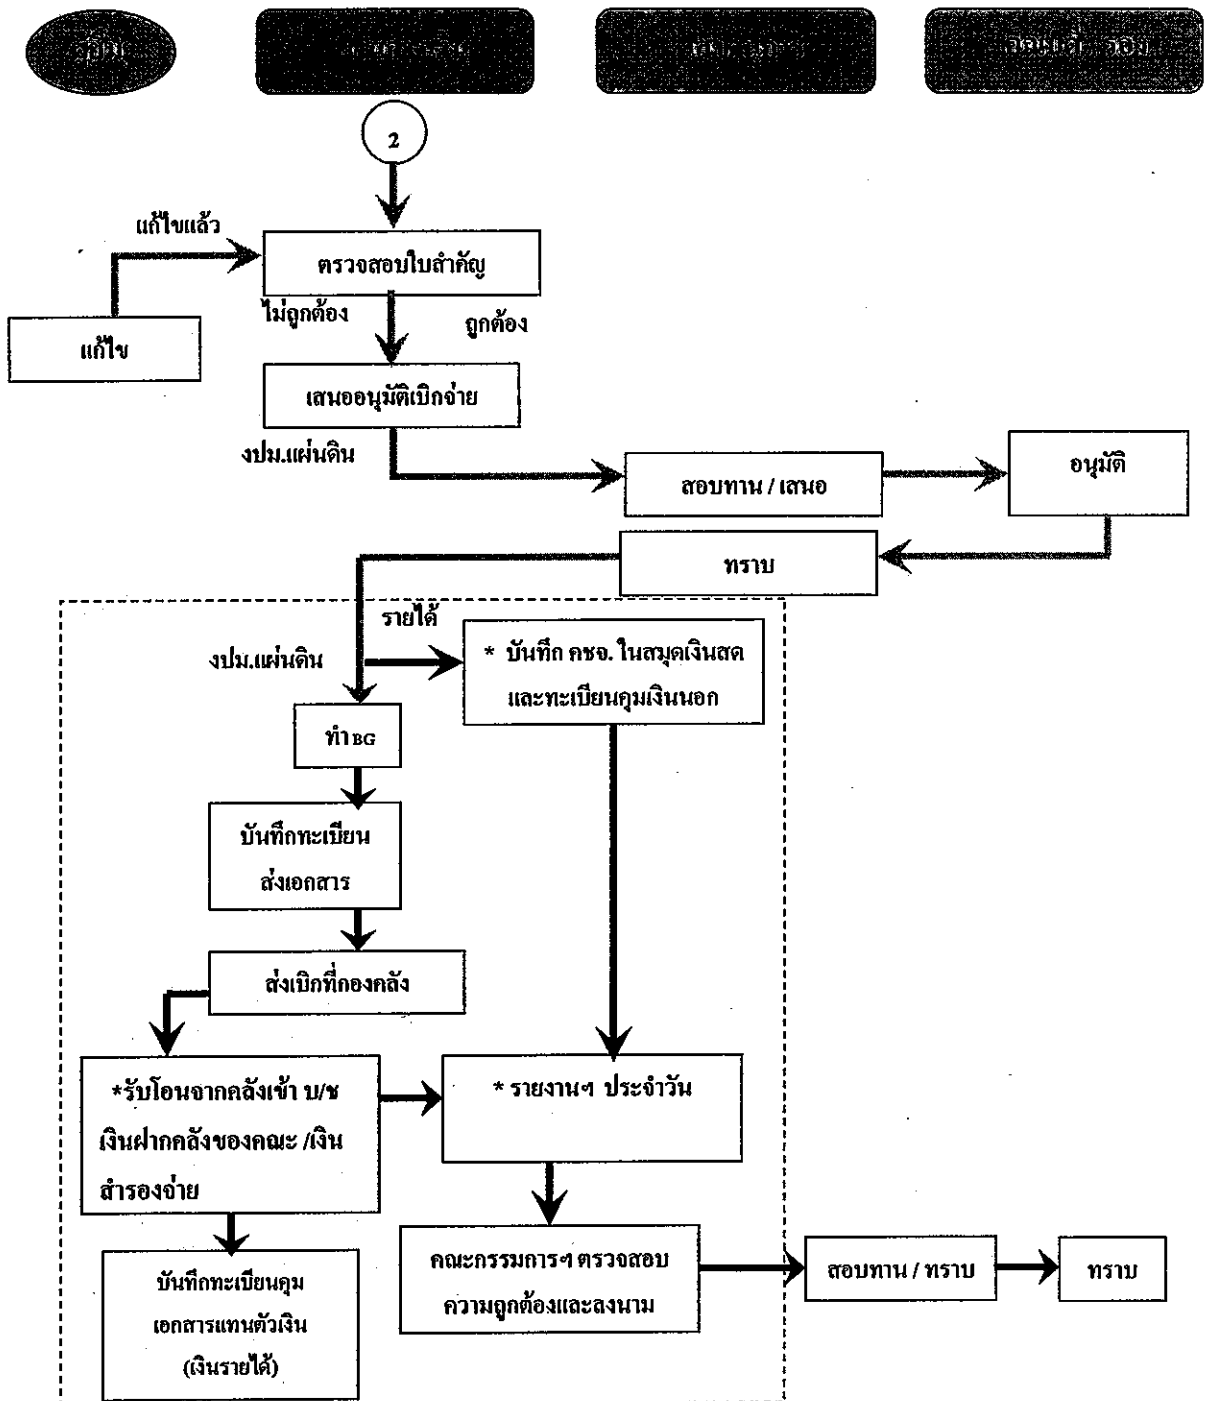 2
แก้ไขแล้ว
ตรวจสอบใบสำคัญ
ไม่ถูกต้อง
ถูกต้อง
แก้ไข
เสนออนุมัติเบิกจ่าย
งปม.แผ่นดิน
สอบทาน / เสนอ
อนุมัติ
ทราบ
รายได้
งปม.แผ่นดิน
* บันทึก คชจ. ในสมุดเงินสด
และทะเบียนคุมเงินนอก
ทำ BG
บันทึกทะเบียน
ส่งเอกสาร
ส่งเบิกที่กองคลัง
*รับโอนจากคลังเข้า บ/ช
เงินฝากคลังของคณะ /เงิน
สำรองจ่าย
* รายงานฯ ประจำวัน
บันทึกทะเบียนคุม
เอกสารแทนตัวเงิน
(เงินรายได้)
คณะกรรมการฯ ตรวจสอบ
ความถูกต้องและลงนาม
สอบทาน / ทราบ
ทราบ